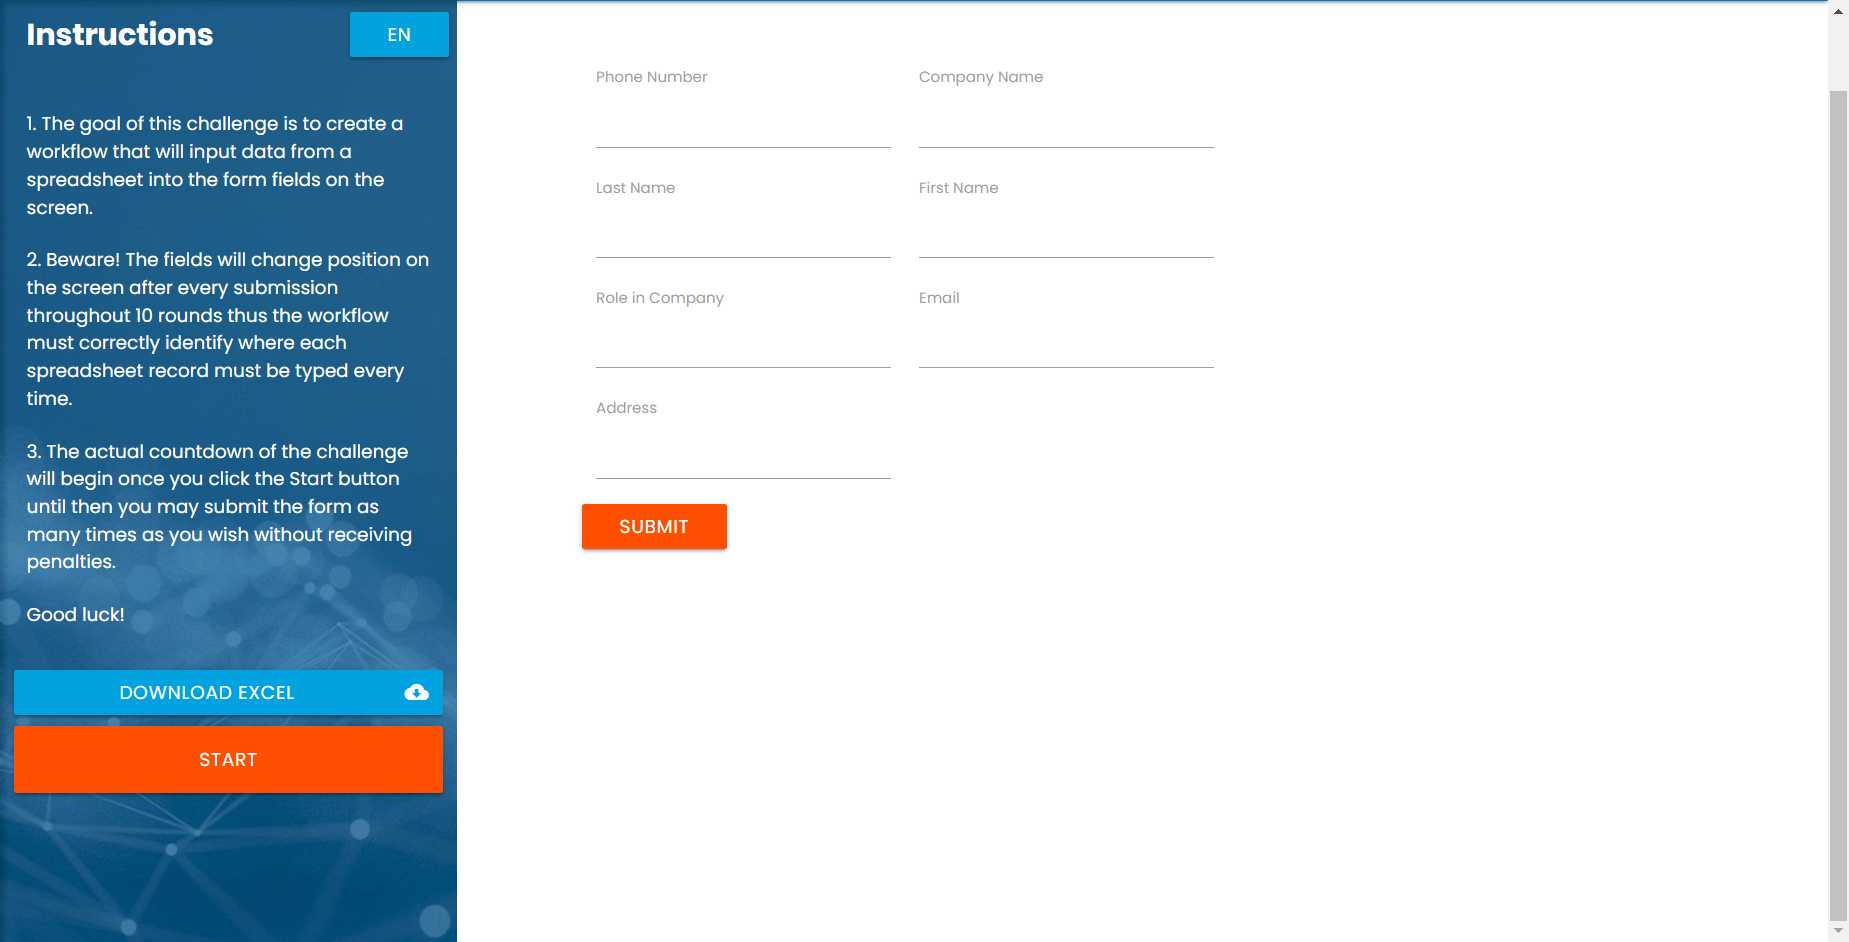 Instructions
EN
1. The goal of this challenge is to create a
workflow that will input data from a
spreadsheet into the form fields on the
screen.
2. Beware! The fields will change position on
the screen after every submission
throughout 10 rounds thus the workflow
must correctly identify where each
spreadsheet record must be typed every
time.
3. The actual countdown of the challenge
will begin once you click the Start button
until then you may submit the form as
many times as you wish without receiving
penalties.
Good luck!
DOWNLOAD EXCEL
START
Phone Number
Company Name
Last Name
First Name
Role in Company
Email
Address
SUBMIT